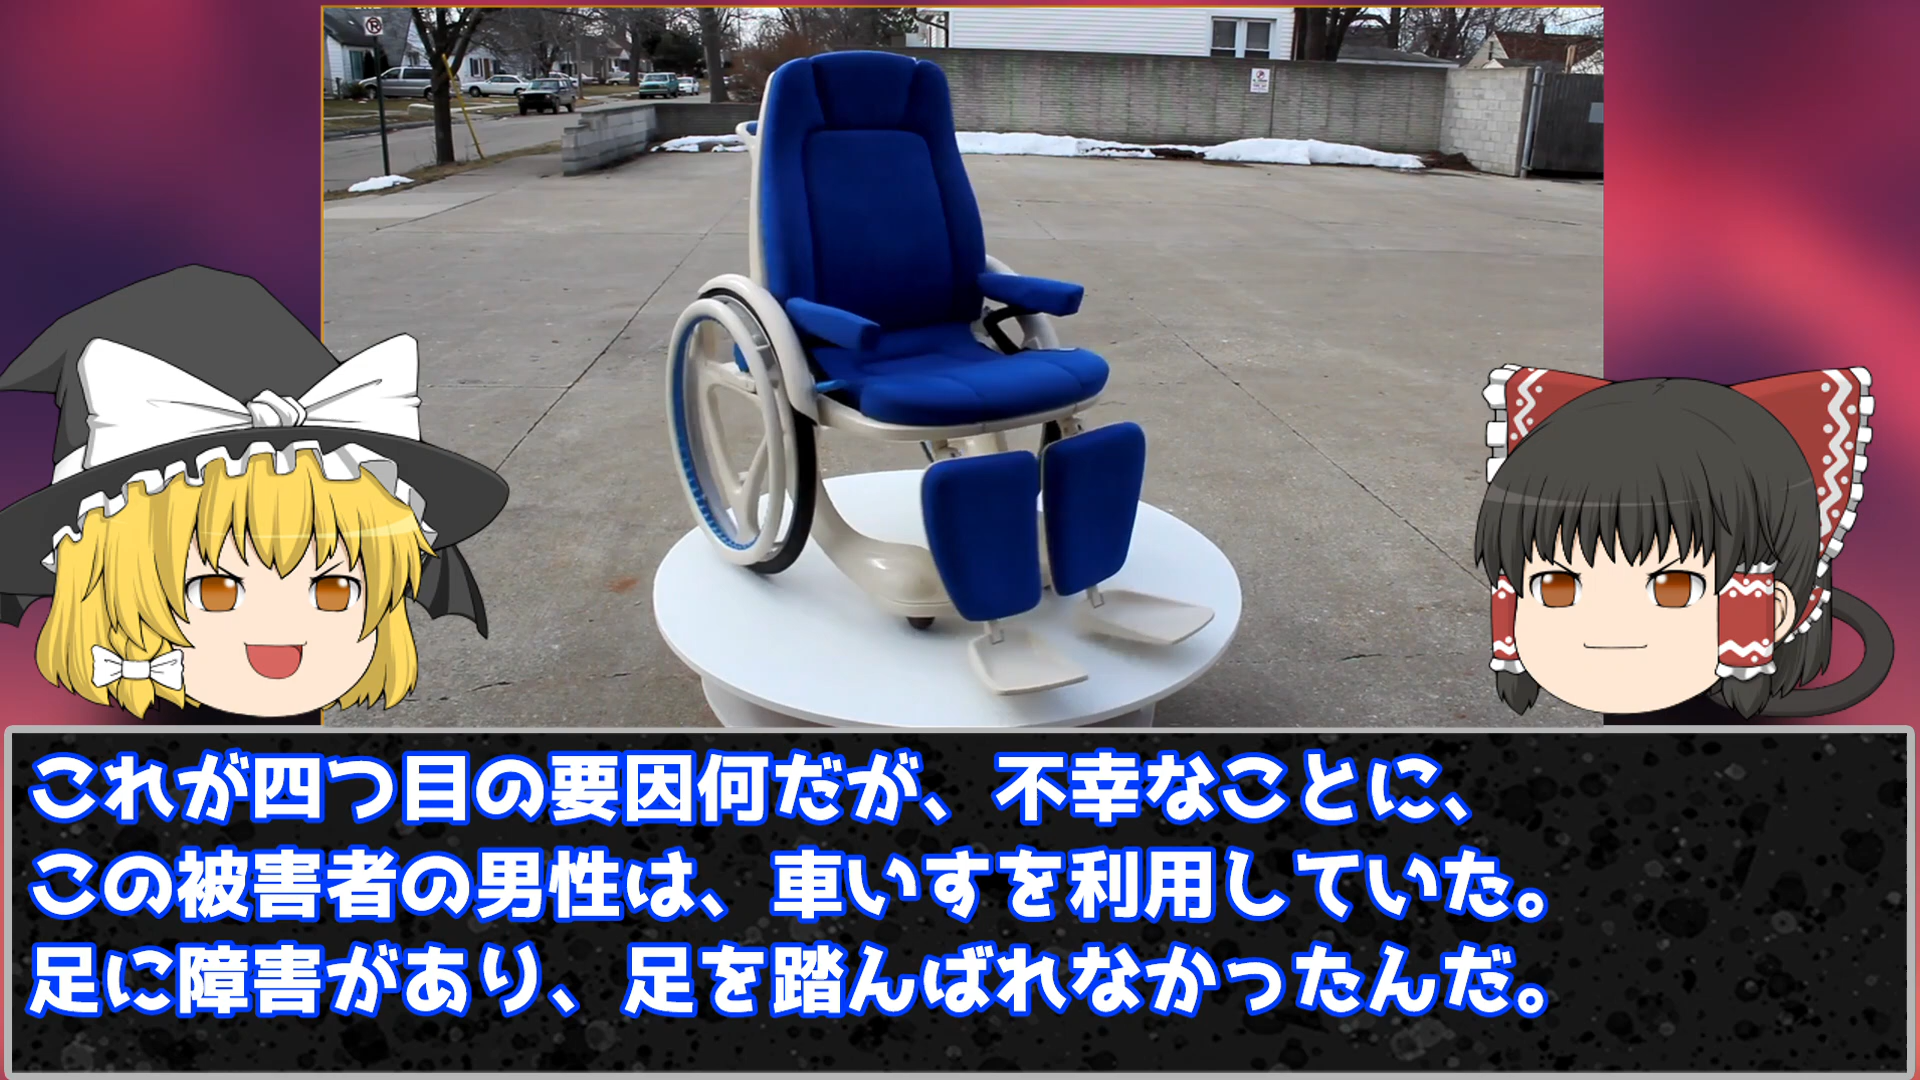 これが四つ目の要因何だが、不幸なことに、
この被害者の男性は、車いすを利用していた。
足に障害があり、足を踏んばれなかったんだ。